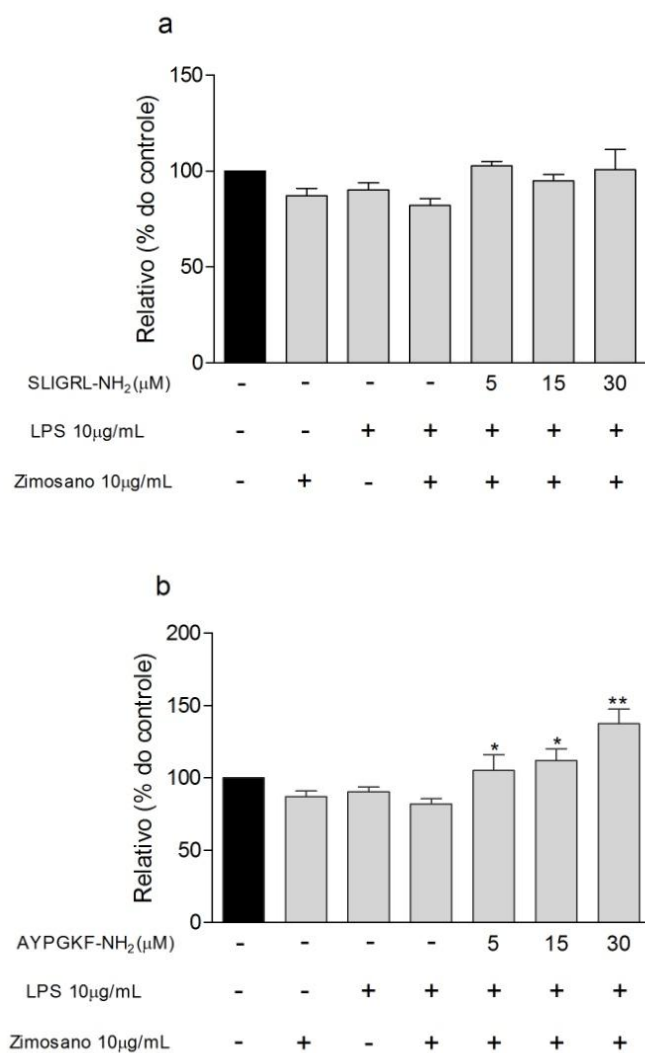 a
Relativo (% do controle)
150
100
50
0
SLIGRL-NH₂(μM) - - - - 5 15 30
LPS 10μg/mL - - + + + + +
Zimosano 10μg/mL - + - + + + +
b
Relativo (% do controle)
200
150
100
50
0
* * **
AYPGKF-NH₂(μM) - - - - 5 15 30
LPS 10μg/mL - - + + + + +
Zimosano 10μg/mL - + - + + + +